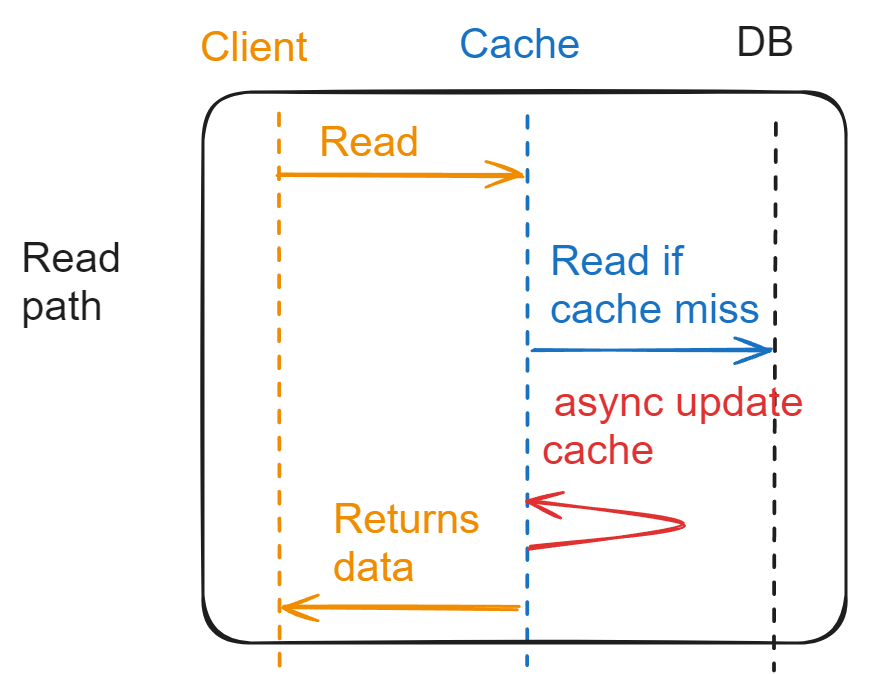 Client
Cache
DB
Read
Read if
cache miss
Read
path
async update
cache
Returns
data